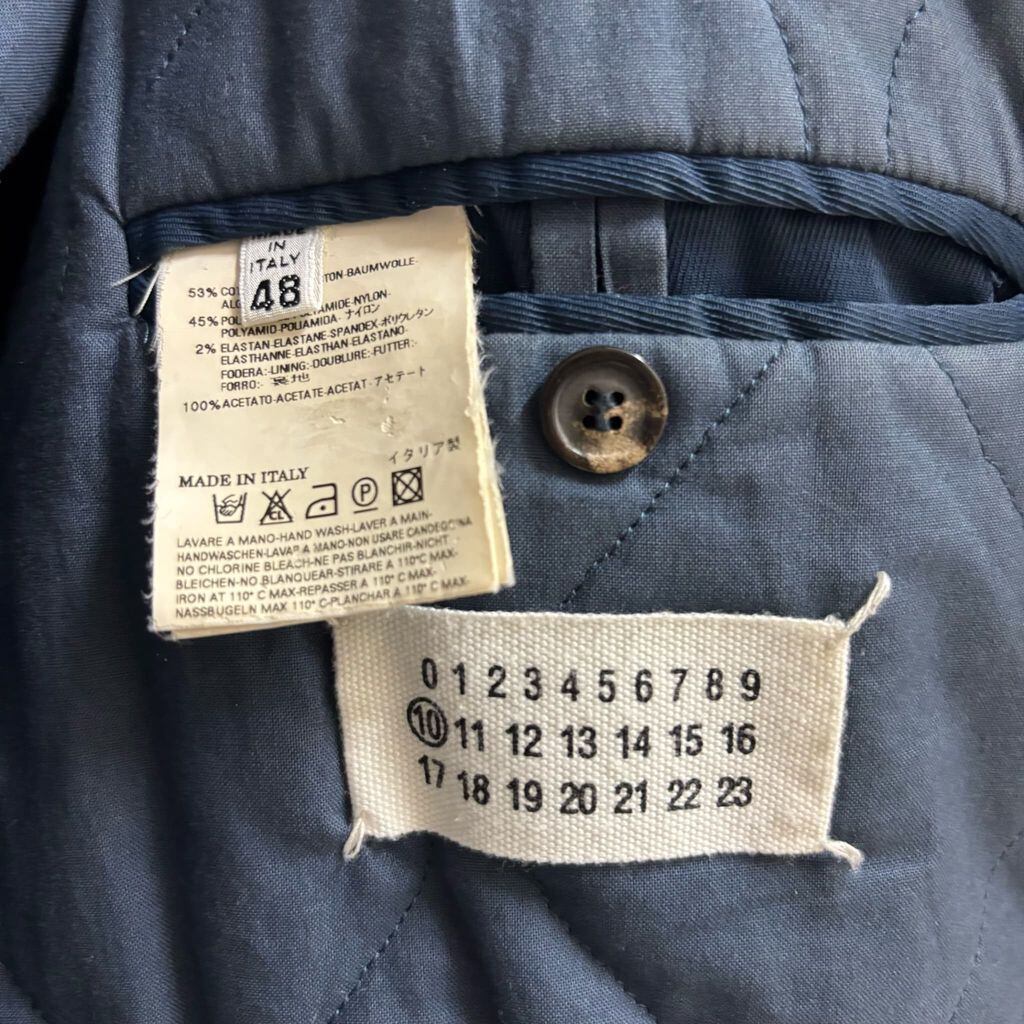 IN
ITALY
48
53% TON-BAUMWOLLE-
45% AMIDE-NYLON-
POLYAMID-POLIAMIDA- ナイロン
2% ELASTAN-ELASTANE-SPANDEX-ポリウレタン
ELASTHANNE-ELASTHAN-ELASTANO-
FODERA:-LINING:-DOUBLURE:-FUTTER:-
FORRO:- 裏地
100% ACETATO-ACETATE-ACETAT-アセテート
イタリア製
MADE IN ITALY
CL P
LAVARE A MANO-HAND WASH-LAVER A MAIN-
HANDWASCHEN-LAVAR A MANO-NON USARE CANDEGGINA
NO CHLORINE BLEACH-NE PAS BLANCHIR-NICHT
BLEICHEN-NO BLANQUEAR-STIRARE A 110° C MAX-
IRON AT 110° C MAX-REPASSER A 110° C MAX-
NASSBUGELN MAX 110° C-PLANCHAR A 110° C MAX-
0 1 2 3 4 5 6 7 8 9
10 11 12 13 14 15 16
17 18 19 20 21 22 23